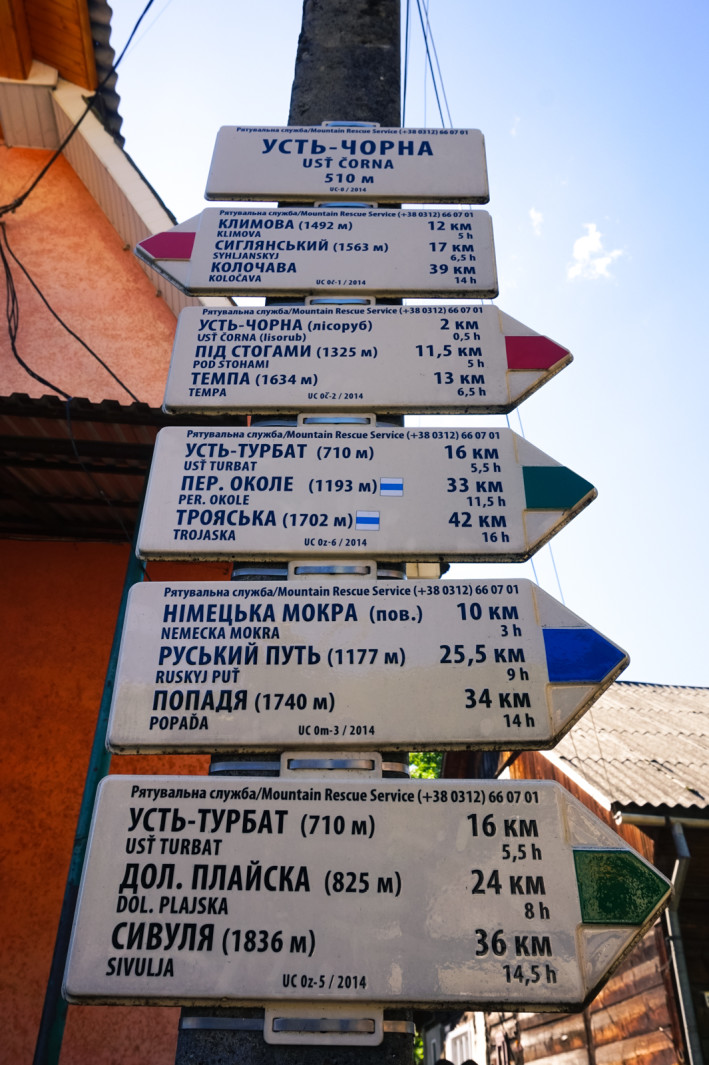 Рятувальна служба/Mountain Rescue Service (+38 0312) 66 07 01
УСТЬ-ЧОРНА
USŤ ČORNA
510 м
UC-0 / 2014
Рятувальна служба/Mountain Rescue Service (+38 0312) 66 07 01
КЛИМОВА (1492 м) 12 км
KLIMOVA 5 h
СИГЛЯНСЬКИЙ (1563 м) 17 км
SYHLJANSKYJ 6,5 h
КОЛОЧАВА 39 км
KOLOČAVA 14 h
UC 0č-1 / 2014
Рятувальна служба/Mountain Rescue Service (+38 0312) 66 07 01
УСТЬ-ЧОРНА (лісоруб) 2 км
USŤ ČORNA (lisorub) 0,5 h
ПІД СТОГАМИ (1325 м) 11,5 км
POD STOHAMI 5 h
ТЕМПА (1634 м) 13 км
TEMPA 6,5 h
UC 0č-2 / 2014
Рятувальна служба/Mountain Rescue Service (+38 0312) 66 07 01
УСТЬ-ТУРБАТ (710 м) 16 км
USŤ TURBAT 5,5 h
ПЕР. ОКОЛЕ (1193 м) 33 км
PER. OKOLE 11,5 h
ТРОЯСЬКА (1702 м) 42 км
TROJASKA 16 h
UC 0z-6 / 2014
Рятувальна служба/Mountain Rescue Service (+38 0312) 66 07 01
НІМЕЦЬКА МОКРА (пов.) 10 км
NEMECKA MOKRA 3 h
РУСЬКИЙ ПУТЬ (1177 м) 25,5 км
RUSKYJ PUŤ 9 h
ПОПАДЯ (1740 м) 34 км
POPAĎA 14 h
UC 0m-3 / 2014
Рятувальна служба/Mountain Rescue Service (+38 0312) 66 07 01
УСТЬ-ТУРБАТ (710 м) 16 км
USŤ TURBAT 5,5 h
ДОЛ. ПЛАЙСКА (825 м) 24 км
DOL. PLAJSKA 8 h
СИВУЛЯ (1836 м) 36 км
SIVULJA 14,5 h
UC 0z-5 / 2014